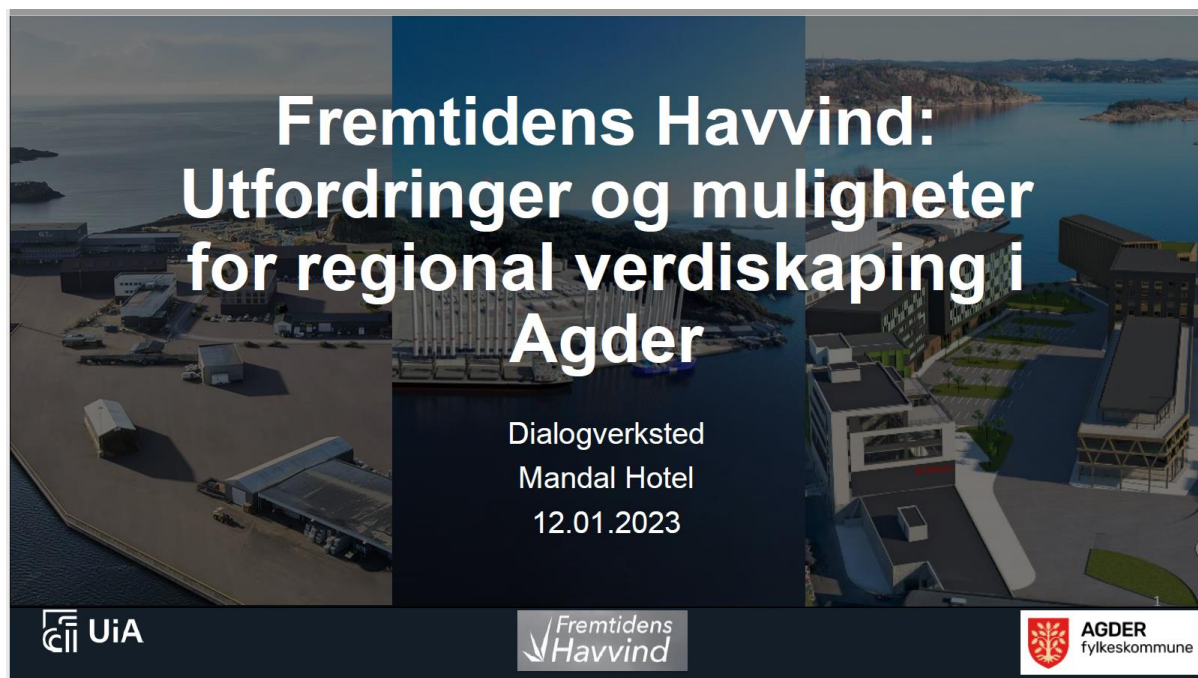 Fremtidens Havvind:
Utfordringer og muligheter
for regional verdiskaping i
Agder
Dialogverksted
Mandal Hotel
12.01.2023
1
UiA
Fremtidens
Havvind
AGDER
fylkeskommune